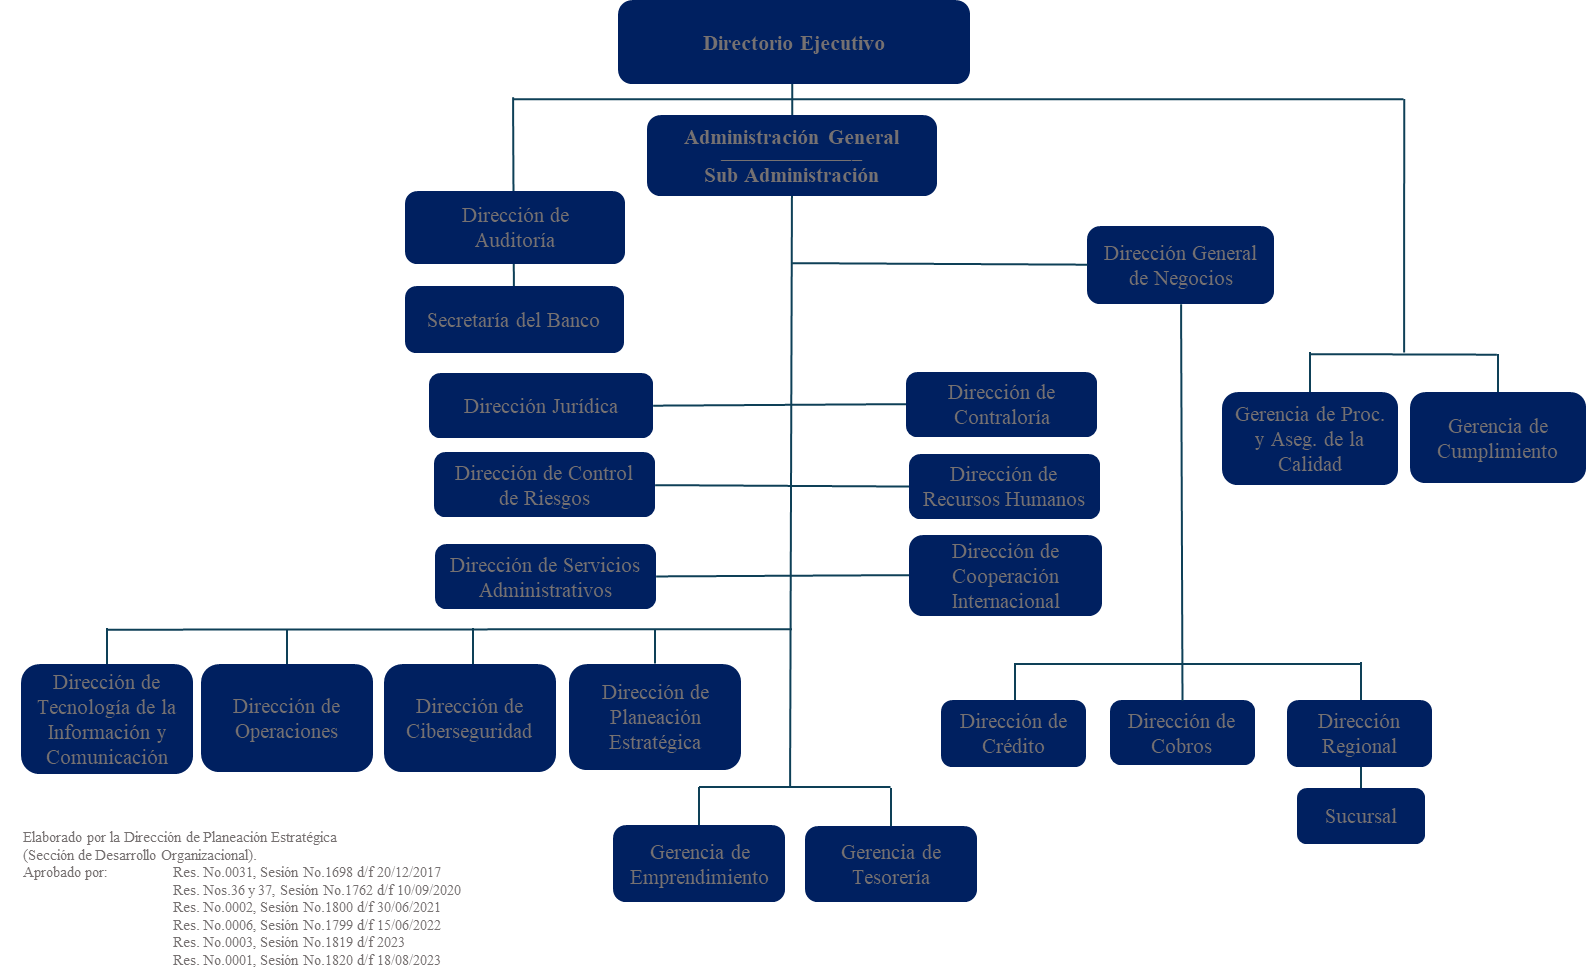 Directorio Ejecutivo
Administración General
Sub Administración
Dirección de
Auditoría
Secretaría del Banco
Dirección General
de Negocios
Dirección Jurídica
Dirección de
Contraloría
Gerencia de Proc.
y Aseg. de la
Calidad
Gerencia de
Cumplimiento
Dirección de Control
de Riesgos
Dirección de
Recursos Humanos
Dirección de Servicios
Administrativos
Dirección de
Cooperación
Internacional
Dirección de
Tecnología de la
Información y
Comunicación
Dirección de
Operaciones
Dirección de
Ciberseguridad
Dirección de
Planeación
Estratégica
Dirección de
Crédito
Dirección de
Cobros
Dirección
Regional
Sucursal
Gerencia de
Emprendimiento
Gerencia de
Tesorería
Elaborado por la Dirección de Planeación Estratégica
(Sección de Desarrollo Organizacional).
Aprobado por: Res. No.0031, Sesión No.1698 d/f 20/12/2017
Res. Nos.36 y 37, Sesión No.1762 d/f 10/09/2020
Res. No.0002, Sesión No.1800 d/f 30/06/2021
Res. No.0006, Sesión No.1799 d/f 15/06/2022
Res. No.0003, Sesión No.1819 d/f 2023
Res. No.0001, Sesión No.1820 d/f 18/08/2023